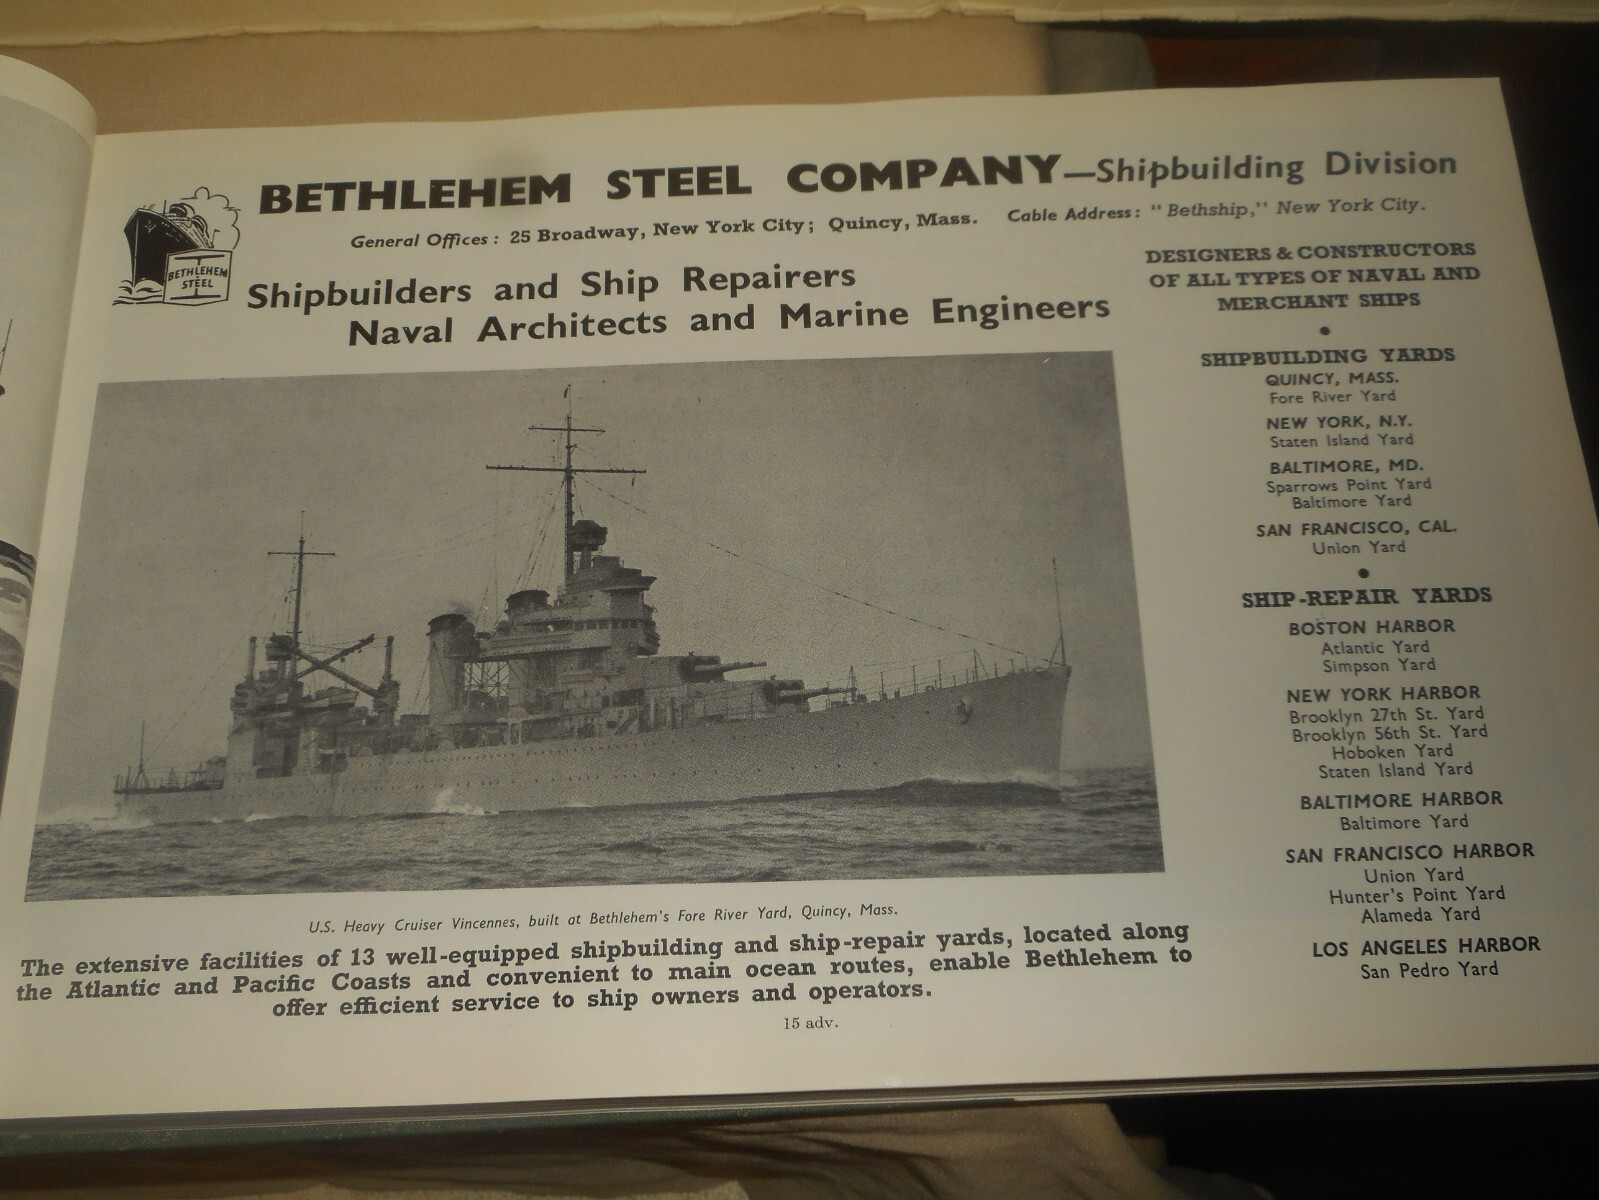 BETHLEHEM STEEL COMPANY—Shipbuilding Division
General Offices: 25 Broadway, New York City; Quincy, Mass. Cable Address: "Bethship," New York City.
BETHLEHEM
STEEL
Shipbuilders and Ship Repairers
Naval Architects and Marine Engineers
U.S. Heavy Cruiser Vincennes, built at Bethlehem's Fore River Yard, Quincy, Mass.
The extensive facilities of 13 well-equipped shipbuilding and ship-repair yards, located along
the Atlantic and Pacific Coasts and convenient to main ocean routes, enable Bethlehem to
offer efficient service to ship owners and operators.
DESIGNERS & CONSTRUCTORS
OF ALL TYPES OF NAVAL AND
MERCHANT SHIPS
•
SHIPBUILDING YARDS
QUINCY, MASS.
Fore River Yard
NEW YORK, N.Y.
Staten Island Yard
BALTIMORE, MD.
Sparrows Point Yard
Baltimore Yard
SAN FRANCISCO, CAL.
Union Yard
•
SHIP-REPAIR YARDS
BOSTON HARBOR
Atlantic Yard
Simpson Yard
NEW YORK HARBOR
Brooklyn 27th St. Yard
Brooklyn 56th St. Yard
Hoboken Yard
Staten Island Yard
BALTIMORE HARBOR
Baltimore Yard
SAN FRANCISCO HARBOR
Union Yard
Hunter's Point Yard
Alameda Yard
LOS ANGELES HARBOR
San Pedro Yard
15 adv.